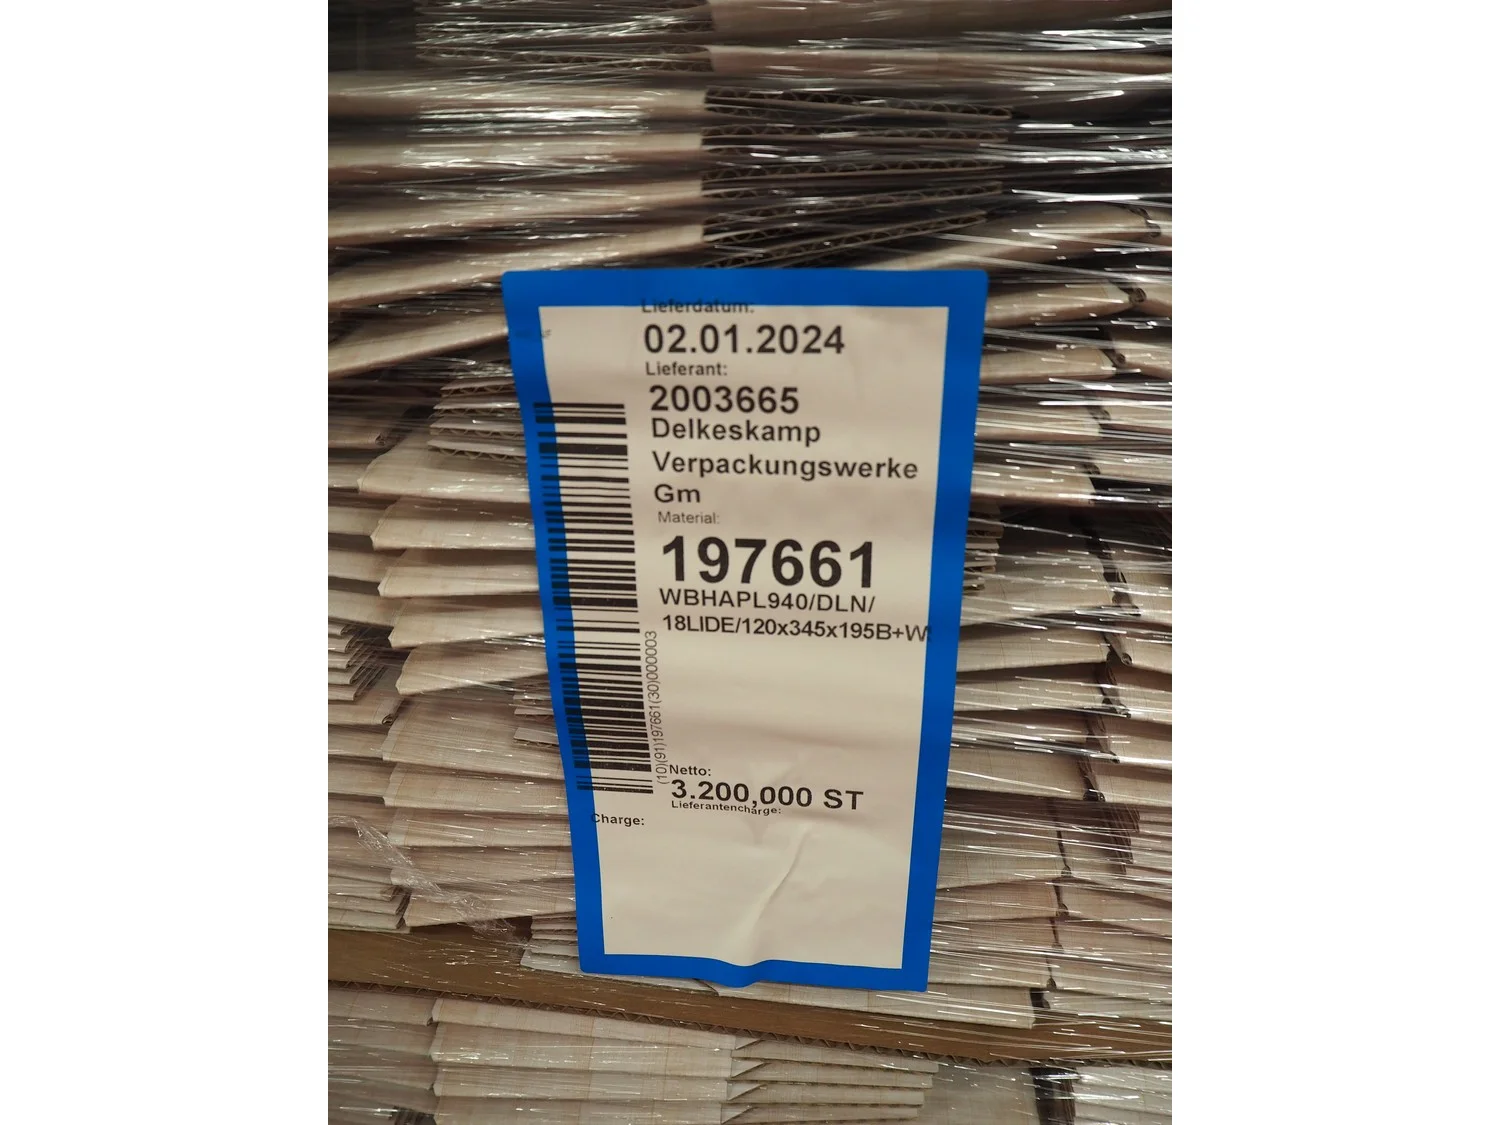 Lieferdatum:
02.01.2024
Lieferant:
2003665
Delkeskamp
Verpackungswerke
Gm
Material:
197661
WBHAPL940/DLN/
18LIDE/120x345x195B+W
(10)(91)197661(30)000003
Netto:
3.200,000 ST
Lieferantencharge:
Charge: